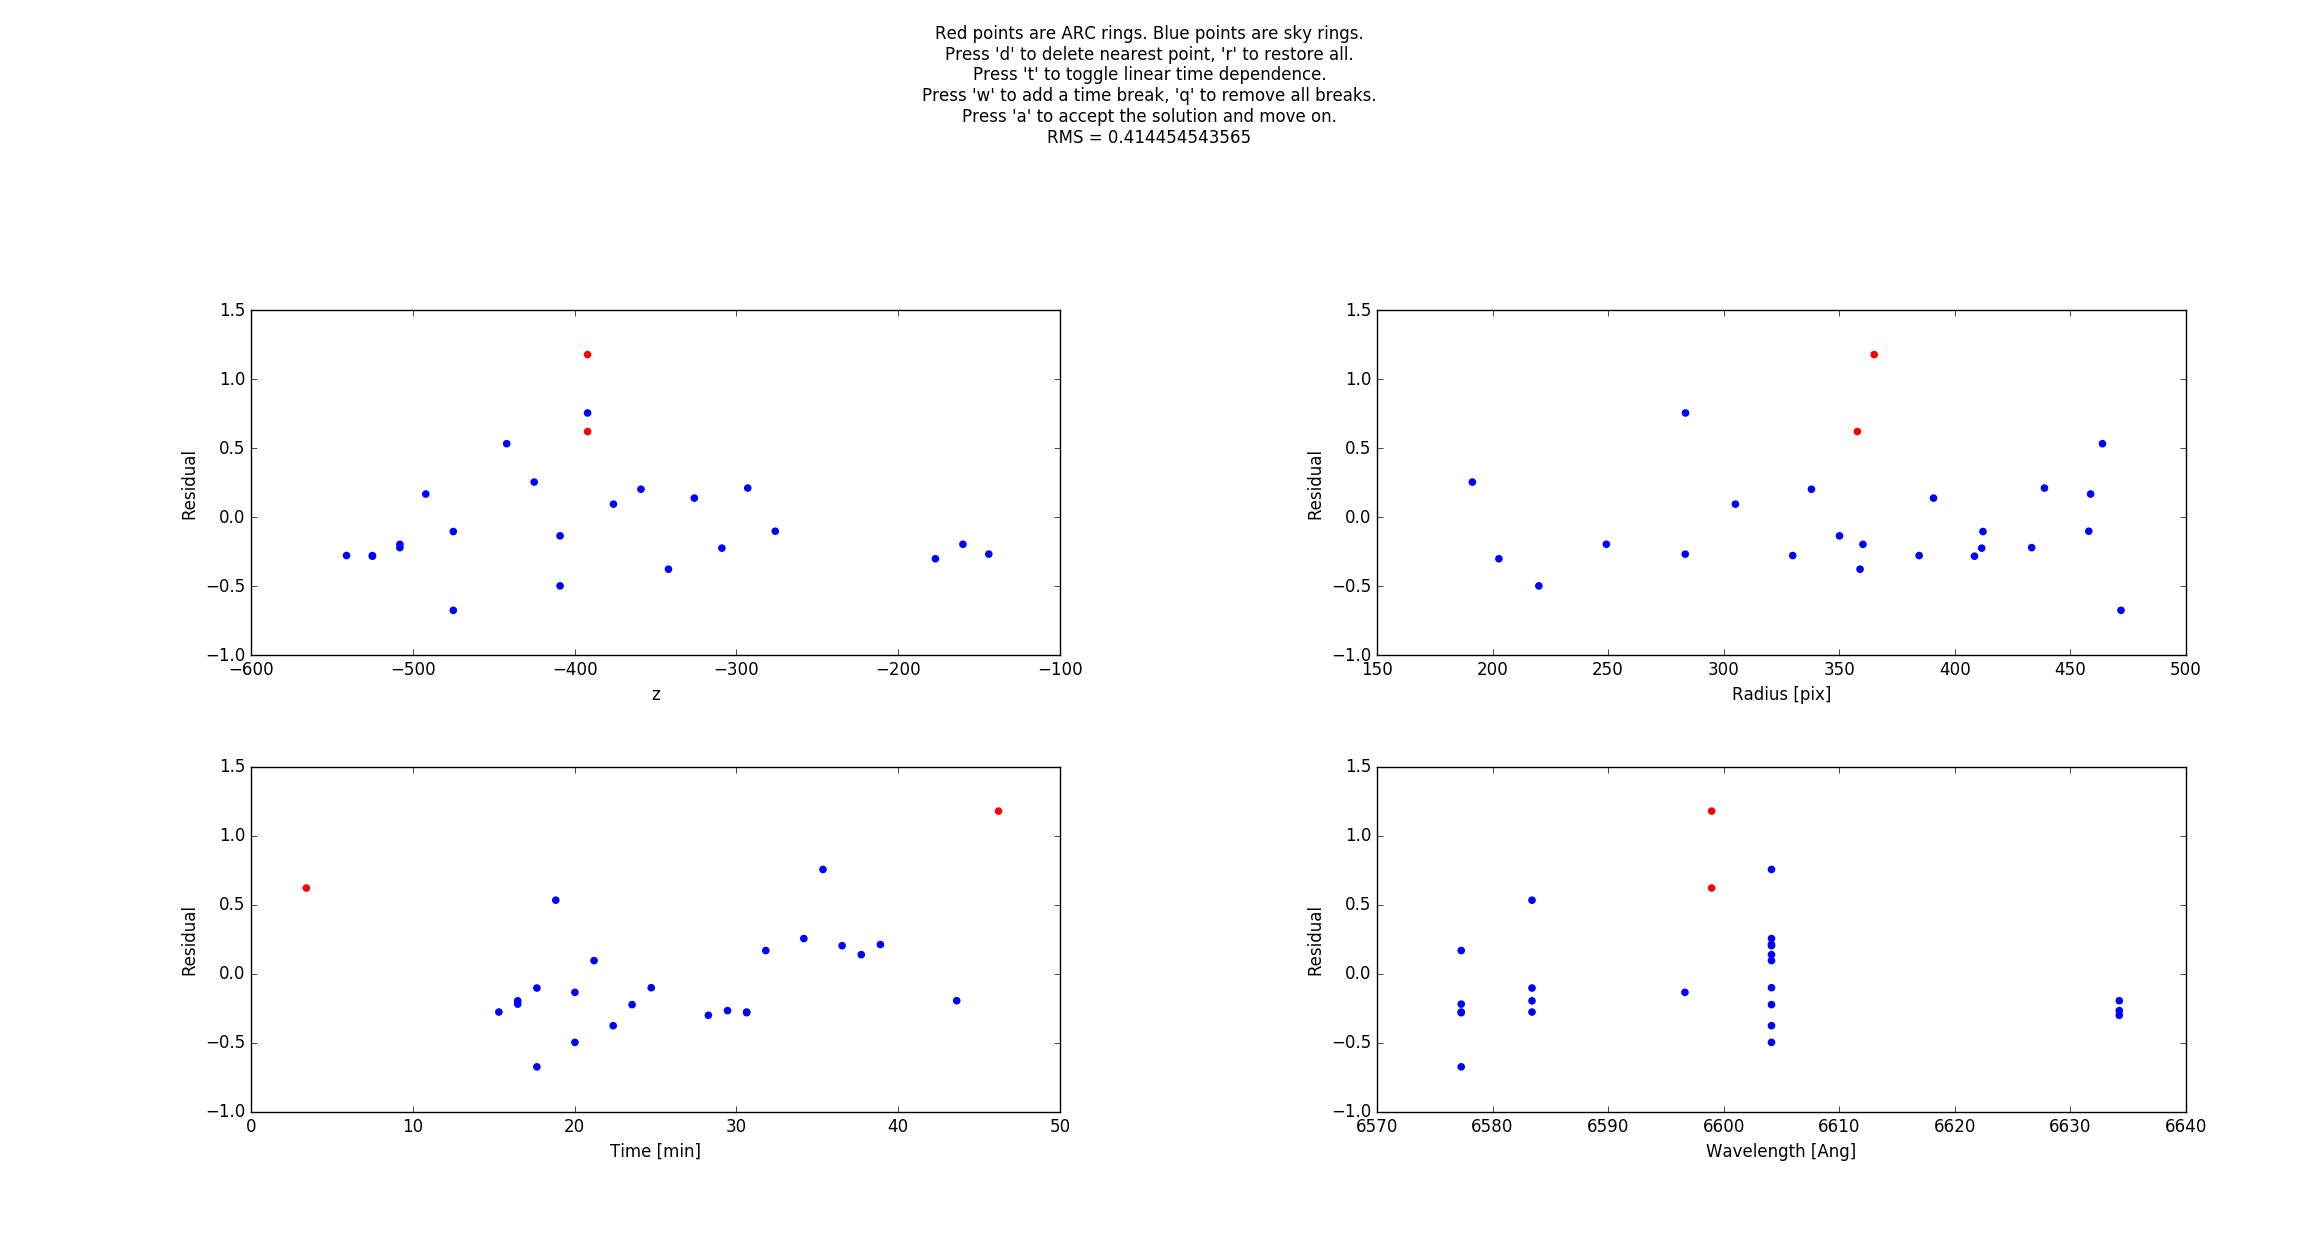 Red points are ARC rings. Blue points are sky rings.
Press 'd' to delete nearest point, 'r' to restore all.
Press 't' to toggle linear time dependence.
Press 'w' to add a time break, 'q' to remove all breaks.
Press 'a' to accept the solution and move on.
RMS = 0.414454543565
1.5
1.0
0.5
0.0
−0.5
−1.0
Residual
−600 −500 −400 −300 −200 −100
z
1.5
1.0
0.5
0.0
−0.5
−1.0
Residual
150 200 250 300 350 400 450 500
Radius [pix]
1.5
1.0
0.5
0.0
−0.5
−1.0
Residual
0 10 20 30 40 50
Time [min]
1.5
1.0
0.5
0.0
−0.5
−1.0
Residual
6570 6580 6590 6600 6610 6620 6630 6640
Wavelength [Ang]